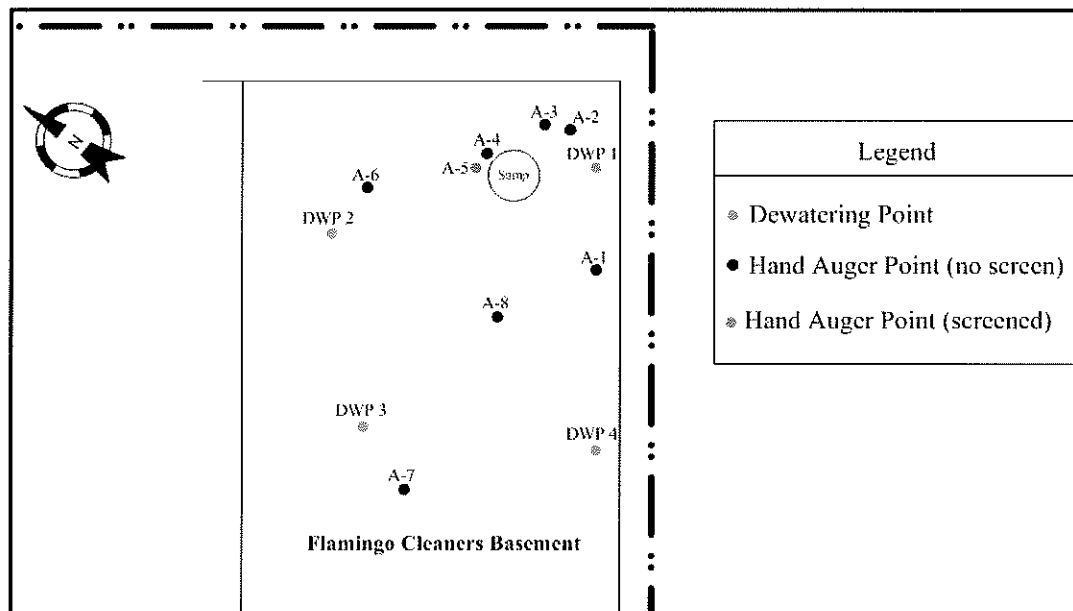 N
A-3
A-2
A-4
DWP 1
A-5
Sump
A-6
DWP 2
A-1
A-8
DWP 3
DWP 4
A-7
Flamingo Cleaners Basement
Legend
Dewatering Point
Hand Auger Point (no screen)
Hand Auger Point (screened)